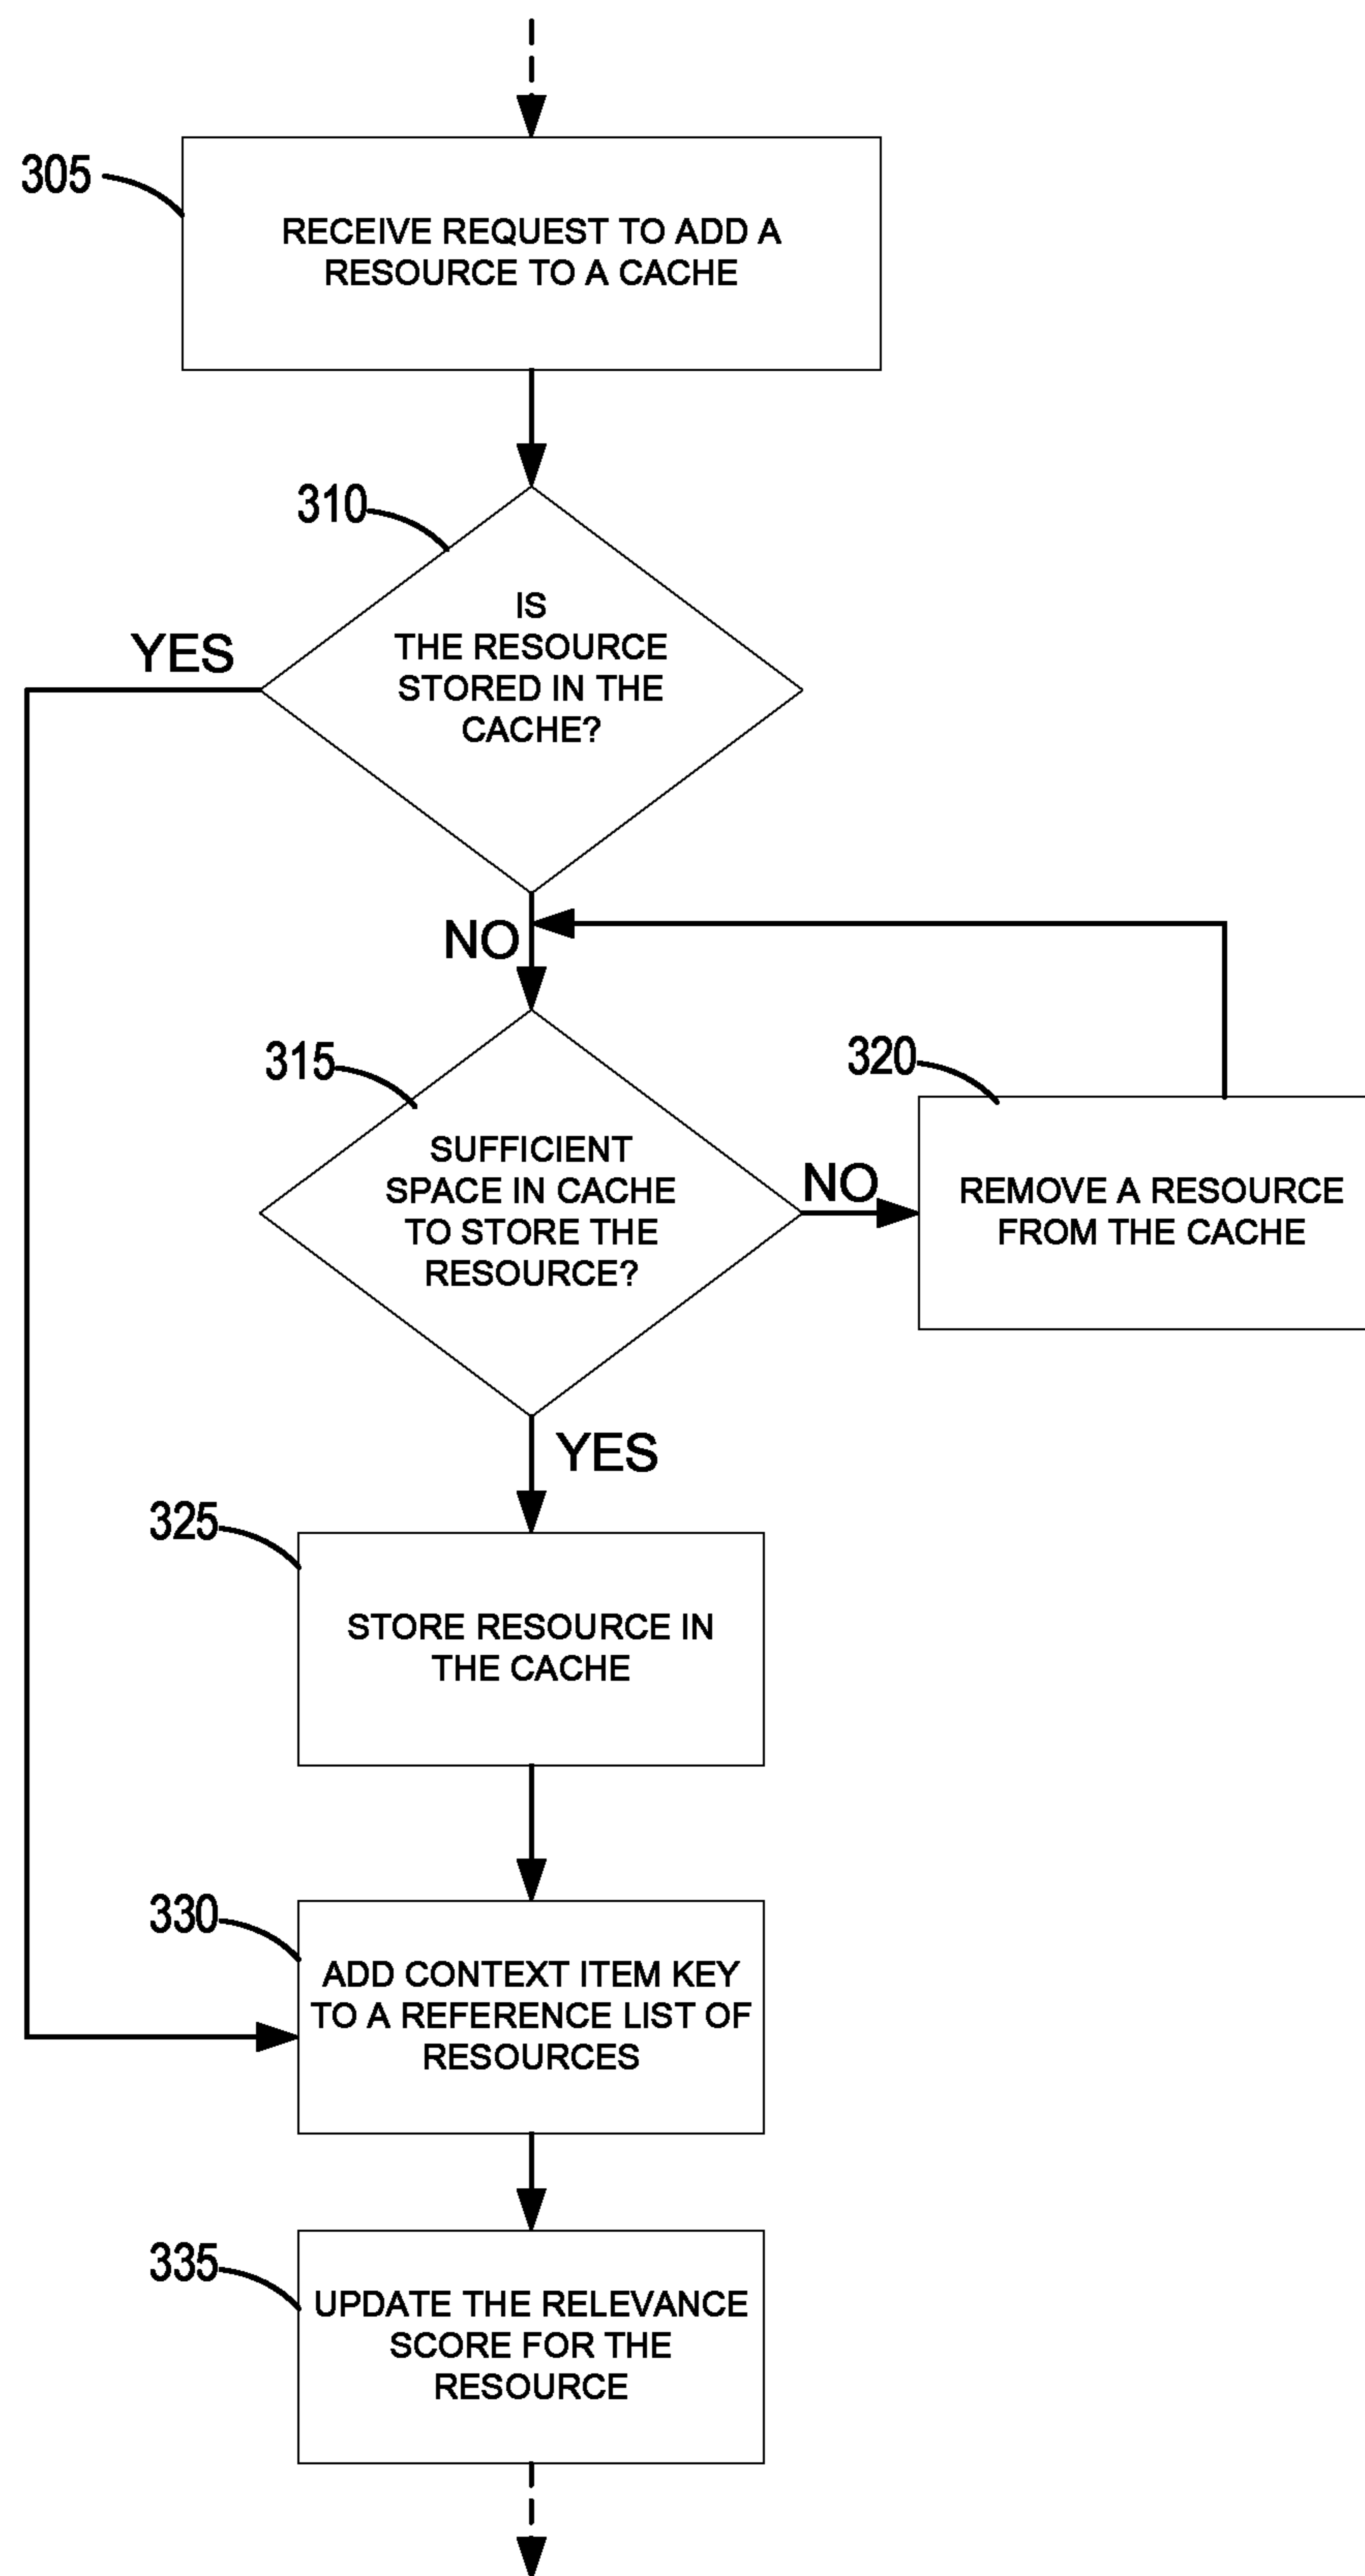 305
RECEIVE REQUEST TO ADD A
RESOURCE TO A CACHE
310
IS
THE RESOURCE
STORED IN THE
CACHE?
YES
NO
315
SUFFICIENT
SPACE IN CACHE
TO STORE THE
RESOURCE?
NO
320
REMOVE A RESOURCE
FROM THE CACHE
YES
325
STORE RESOURCE IN
THE CACHE
330
ADD CONTEXT ITEM KEY
TO A REFERENCE LIST OF
RESOURCES
335
UPDATE THE RELEVANCE
SCORE FOR THE
RESOURCE